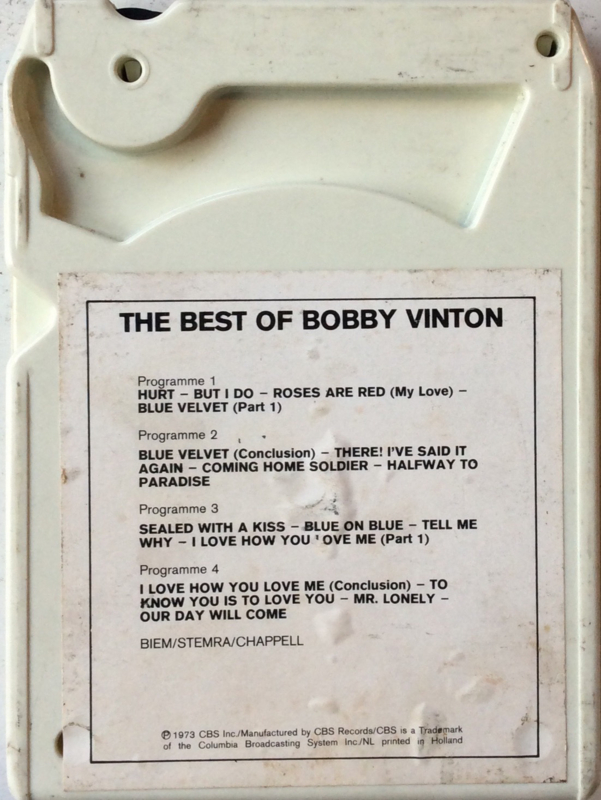 THE BEST OF BOBBY VINTON
Programme 1
HURT – BUT I DO – ROSES ARE RED (My Love) –
BLUE VELVET (Part 1)
Programme 2
BLUE VELVET (Conclusion) – THERE! I'VE SAID IT
AGAIN – COMING HOME SOLDIER – HALFWAY TO
PARADISE
Programme 3
SEALED WITH A KISS – BLUE ON BLUE – TELL ME
WHY – I LOVE HOW YOU LOVE ME (Part 1)
Programme 4
I LOVE HOW YOU LOVE ME (Conclusion) – TO
KNOW YOU IS TO LOVE YOU – MR. LONELY –
OUR DAY WILL COME
BIEM/STEMRA/CHAPPELL
℗ 1973 CBS Inc./Manufactured by CBS Records/CBS is a Trademark
of the Columbia Broadcasting System Inc./NL printed in Holland